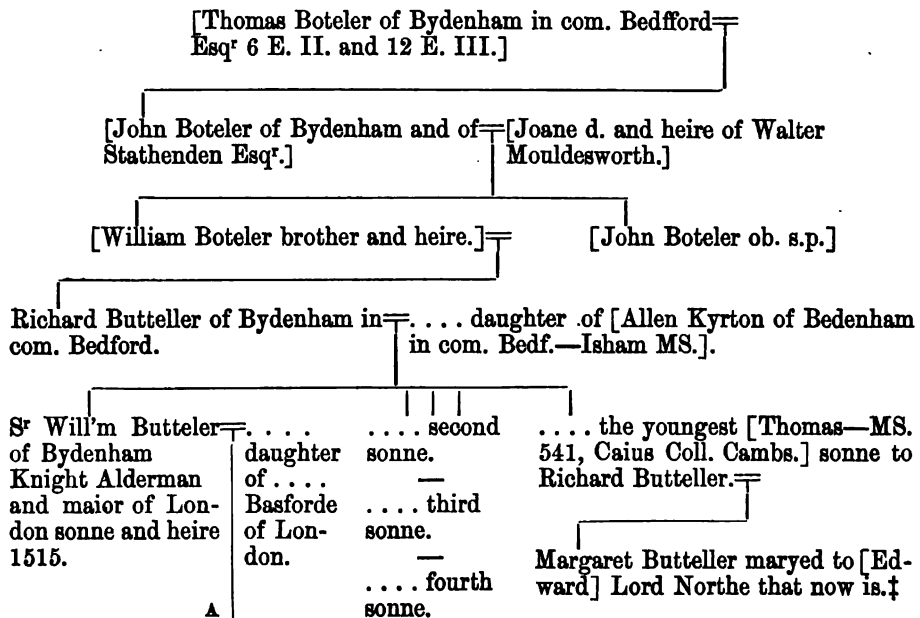 [Thomas Boteler of Bydenham in com. Bedfford
Esqr 6 E. II. and 12 E. III.]
[John Boteler of Bydenham and of
Stathenden Esqr.]
[Joane d. and heire of Walter
Mouldesworth.]
[William Boteler brother and heire.]
[John Boteler ob. s.p.]
Richard Butteller of Bydenham in
com. Bedford.
. . . . daughter of [Allen Kyrton of Bedenham
in com. Bedf.—Isham MS.].
Sr Will'm Butteler
of Bydenham
Knight Alderman
and maior of Lon-
don sonne and heire
1515.
. . . .
daughter
of . . . .
Basforde
of Lon-
don.
. . . . second
sonne.
—
. . . . third
sonne.
—
. . . . fourth
sonne.
. . . . the youngest [Thomas—MS.
541, Caius Coll. Cambs.] sonne to
Richard Butteller.
Margaret Butteller maryed to [Ed-
ward] Lord Northe that now is.‡
A